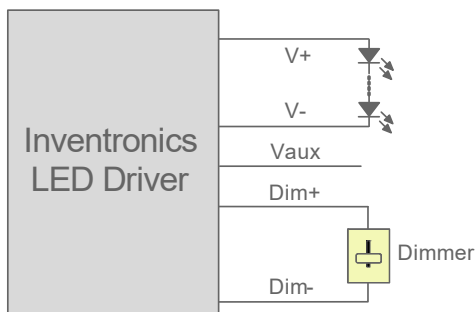 Inventronics
LED Driver
V+
V-
Vaux
Dim+
Dimmer
Dim-